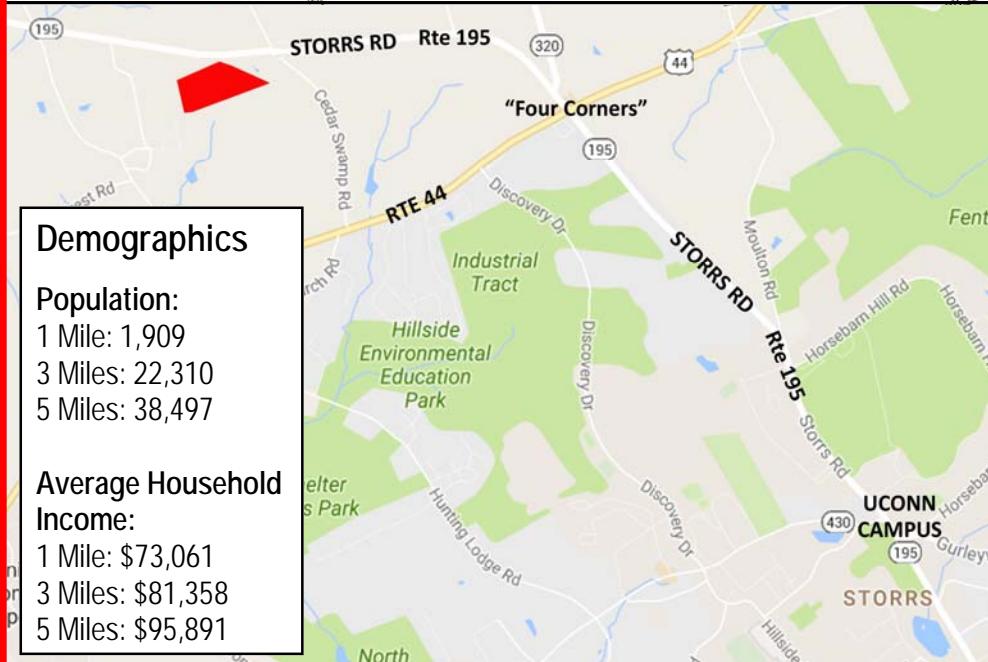 195
STORRS RD Rte 195
320
44
"Four Corners"
195
Cedar Swamp Rd
RTE 44
Discovery Dr
Moulton Rd
STORRS RD
Rte 195
Industrial
Tract
Horsebarn Hill Rd
Hillside
Environmental
Education
Park
Discovery Dr
Storrs Rd
Demographics
Population:
1 Mile: 1,909
3 Miles: 22,310
5 Miles: 38,497
Average Household
Income:
1 Mile: $73,061
3 Miles: $81,358
5 Miles: $95,891
s Park
Hunting Lodge Rd
Discovery Dr
430
UCONN
CAMPUS
195
STORRS
Hillside
North